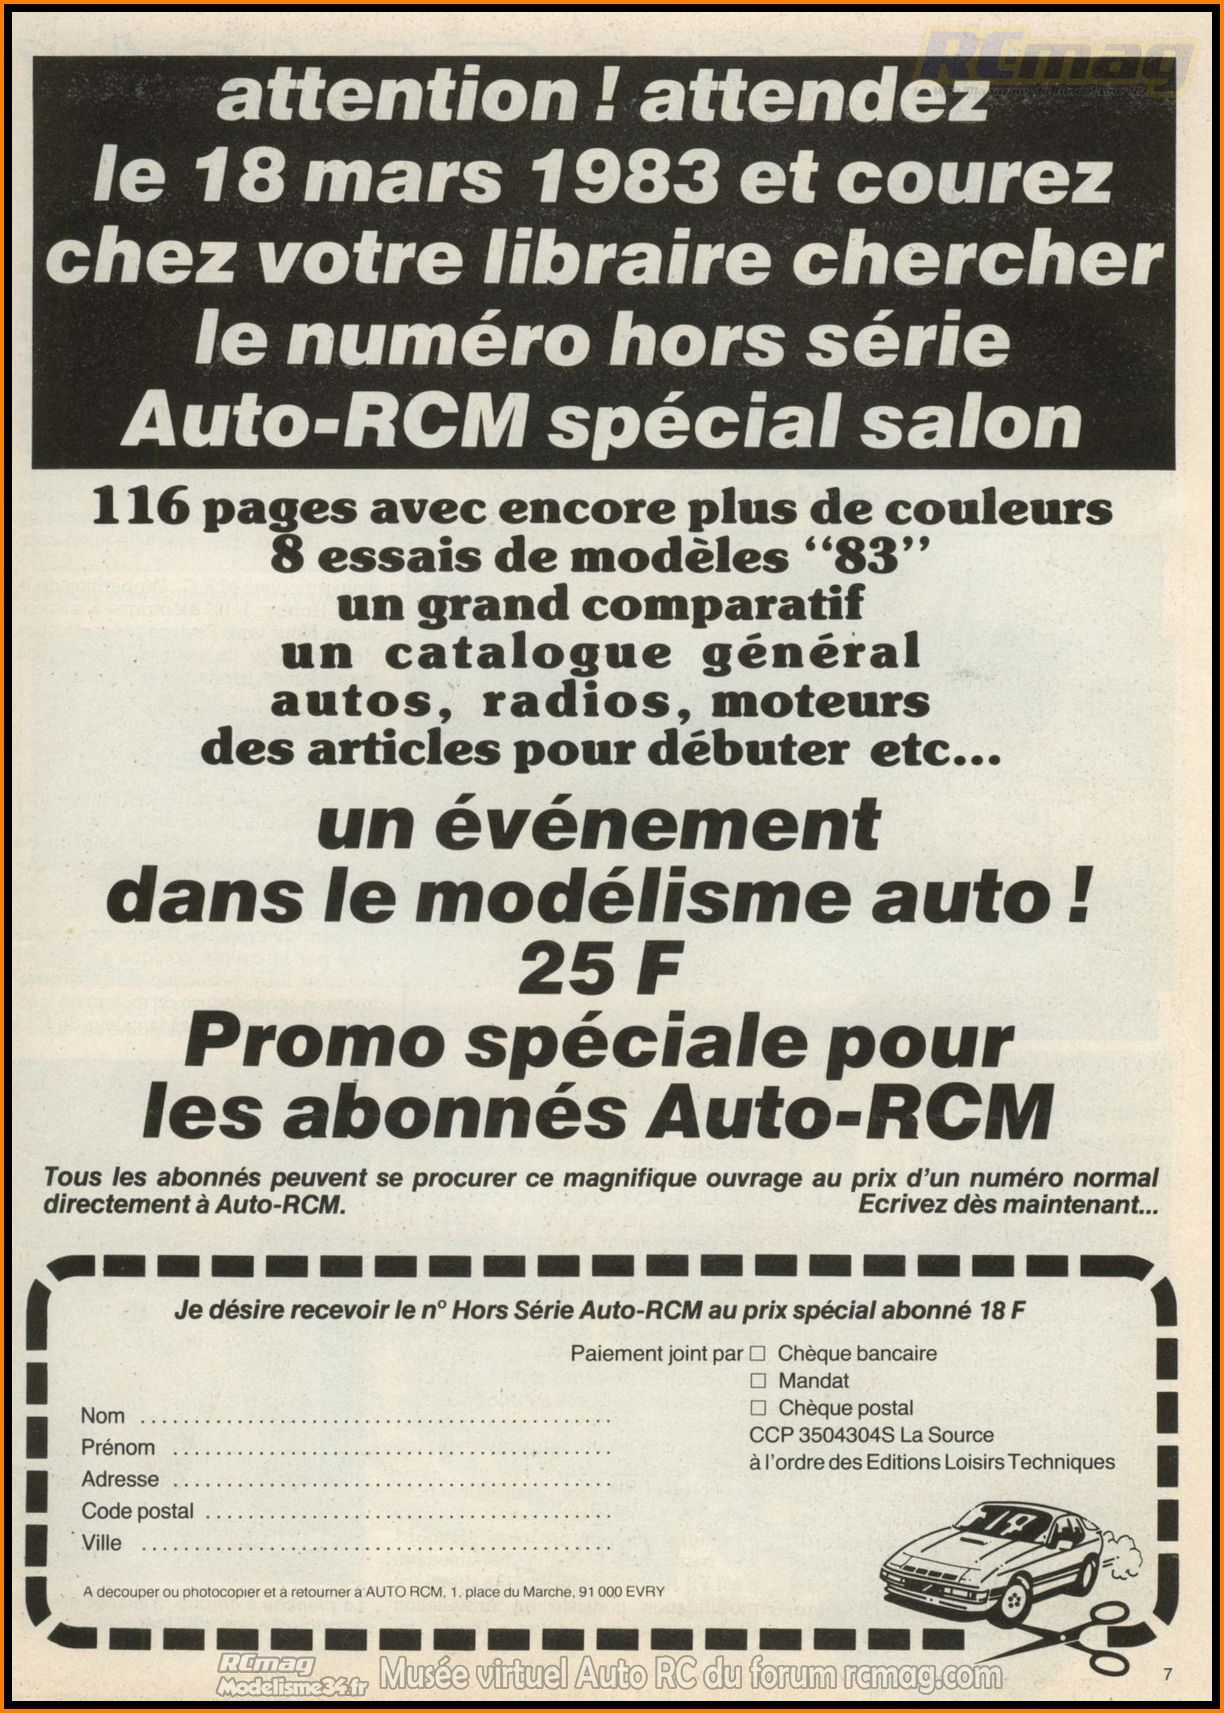 RCmag
attention ! attendez
le 18 mars 1983 et courez
chez votre libraire chercher
le numéro hors série
Auto-RCM spécial salon
116 pages avec encore plus de couleurs
8 essais de modèles “83”
un grand comparatif
un catalogue général
autos, radios, moteurs
des articles pour débuter etc...
un événement
dans le modélisme auto !
25 F
Promo spéciale pour
les abonnés Auto-RCM
Tous les abonnés peuvent se procurer ce magnifique ouvrage au prix d’un numéro normal
directement à Auto-RCM. Ecrivez dès maintenant...
Je désire recevoir le n° Hors Série Auto-RCM au prix spécial abonné 18 F
Paiement joint par □ Chèque bancaire
□ Mandat
□ Chèque postal
CCP 3504304S La Source
à l’ordre des Editions Loisirs Techniques
Nom ............................................
Prénom ............................................
Adresse ............................................
Code postal ............................................
Ville ............................................
A decouper ou photocopier et à retourner à AUTO RCM, 1, place du Marche, 91 000 EVRY
RCmag
Modelisme34.fr Musée virtuel Auto RC du forum rcmag.com
7